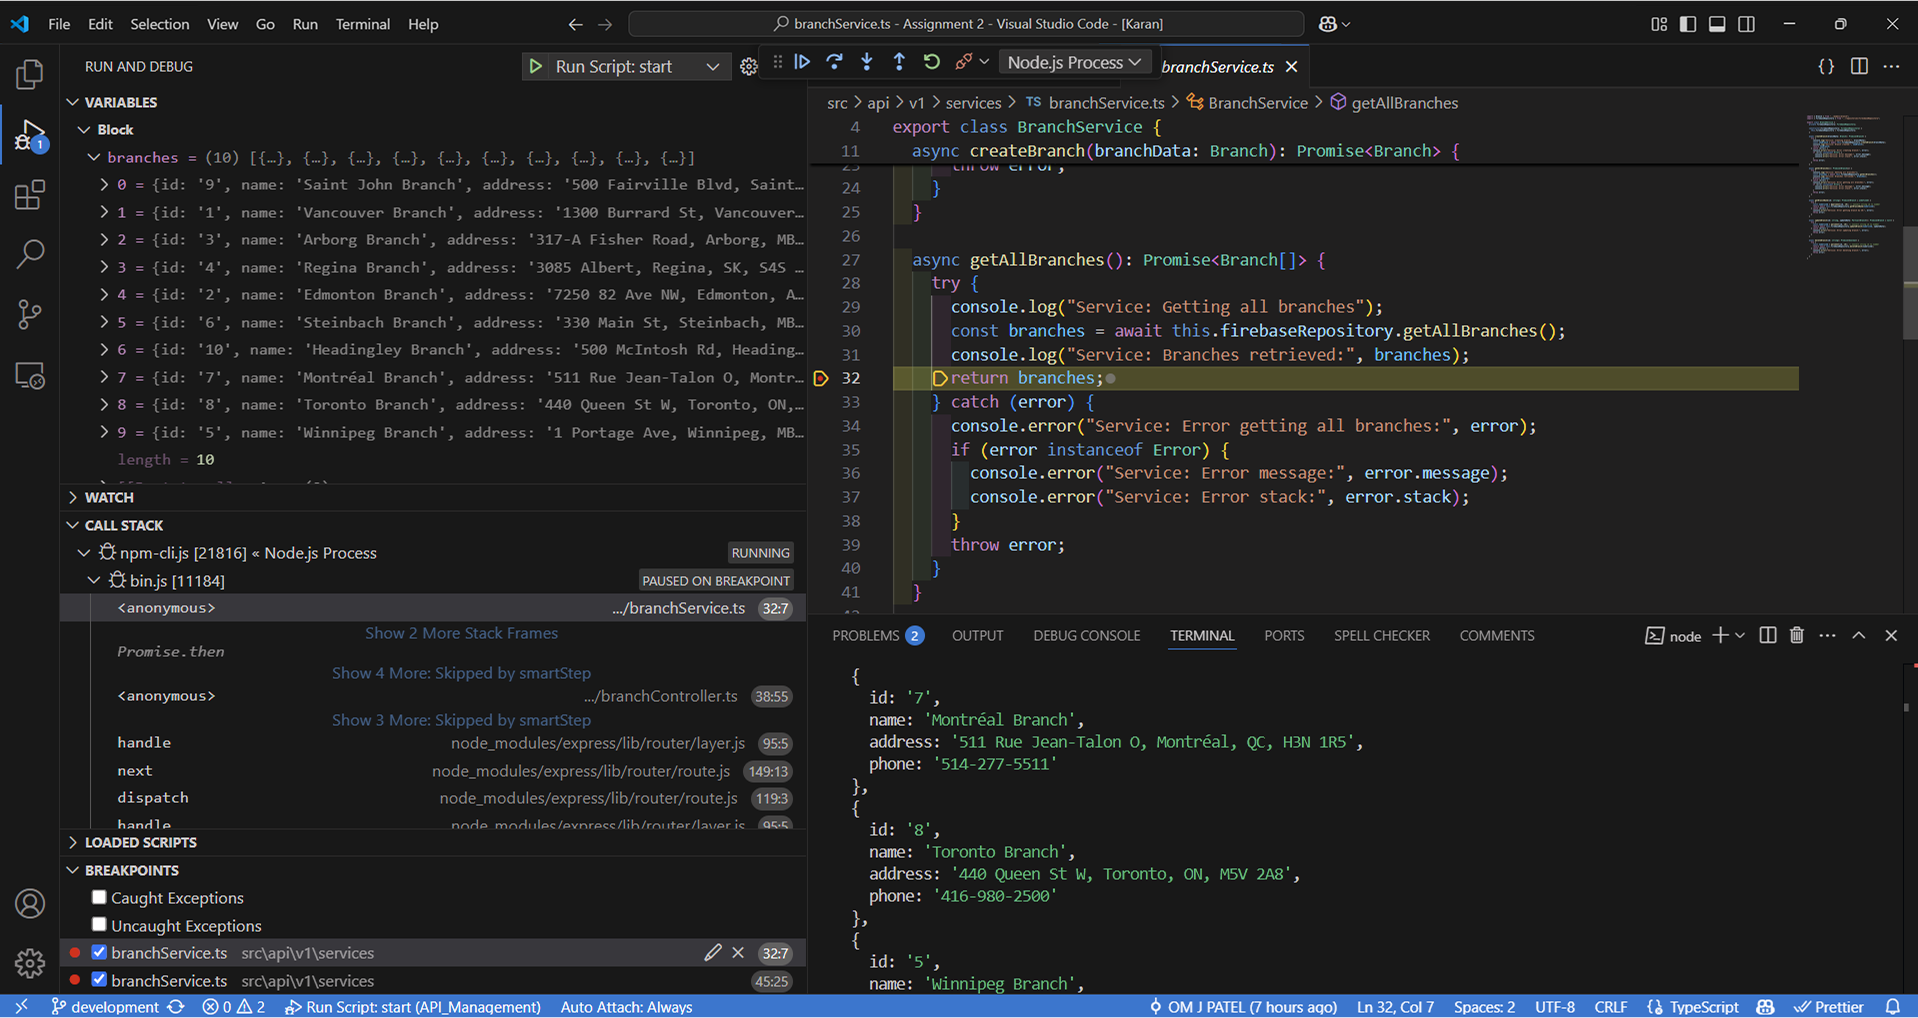 File Edit Selection View Go Run Terminal Help
branchService.ts - Assignment 2 - Visual Studio Code - [Karan]
RUN AND DEBUG
Run Script: start
Node.js Process
branchService.ts
VARIABLES
Block
branches = (10) [{…}, {…}, {…}, {…}, {…}, {…}, {…}, {…}, {…}, {…}]
0 = {id: '9', name: 'Saint John Branch', address: '500 Fairville Blvd, Saint…
1 = {id: '1', name: 'Vancouver Branch', address: '1300 Burrard St, Vancouver…
2 = {id: '3', name: 'Arborg Branch', address: '317-A Fisher Road, Arborg, MB…
3 = {id: '4', name: 'Regina Branch', address: '3085 Albert, Regina, SK, S4S …
4 = {id: '2', name: 'Edmonton Branch', address: '7250 82 Ave NW, Edmonton, A…
5 = {id: '6', name: 'Steinbach Branch', address: '330 Main St, Steinbach, MB…
6 = {id: '10', name: 'Headingley Branch', address: '500 McIntosh Rd, Heading…
7 = {id: '7', name: 'Montréal Branch', address: '511 Rue Jean-Talon O, Montr…
8 = {id: '8', name: 'Toronto Branch', address: '440 Queen St W, Toronto, ON,…
9 = {id: '5', name: 'Winnipeg Branch', address: '1 Portage Ave, Winnipeg, MB…
length = 10
WATCH
CALL STACK
npm-cli.js [21816] « Node.js Process RUNNING
bin.js [11184] PAUSED ON BREAKPOINT
<anonymous> .../branchService.ts 32:7
Show 2 More Stack Frames
Promise.then
Show 4 More: Skipped by smartStep
<anonymous> .../branchController.ts 38:55
Show 3 More: Skipped by smartStep
handle node_modules/express/lib/router/layer.js 95:5
next node_modules/express/lib/router/route.js 149:13
dispatch node_modules/express/lib/router/route.js 119:3
handle node_modules/express/lib/router/layer.js 95:5
LOADED SCRIPTS
BREAKPOINTS
Caught Exceptions
Uncaught Exceptions
branchService.ts src\api\v1\services 32:7
branchService.ts src\api\v1\services 45:25
1
src > api > v1 > services > TS branchService.ts > BranchService > getAllBranches
4 export class BranchService {
11 async createBranch(branchData: Branch): Promise<Branch> {
23 throw error;
24 }
25 }
26
27 async getAllBranches(): Promise<Branch[]> {
28 try {
29 console.log("Service: Getting all branches");
30 const branches = await this.firebaseRepository.getAllBranches();
31 console.log("Service: Branches retrieved:", branches);
32 return branches;
33 } catch (error) {
34 console.error("Service: Error getting all branches:", error);
35 if (error instanceof Error) {
36 console.error("Service: Error message:", error.message);
37 console.error("Service: Error stack:", error.stack);
38 }
39 throw error;
40 }
41 }
PROBLEMS 2 OUTPUT DEBUG CONSOLE TERMINAL PORTS SPELL CHECKER COMMENTS node
{
id: '7',
name: 'Montréal Branch',
address: '511 Rue Jean-Talon O, Montréal, QC, H3N 1R5',
phone: '514-277-5511'
},
{
id: '8',
name: 'Toronto Branch',
address: '440 Queen St W, Toronto, ON, M5V 2A8',
phone: '416-980-2500'
},
{
id: '5',
name: 'Winnipeg Branch',
development 0 2 Run Script: start (API_Management) Auto Attach: Always OM J PATEL (7 hours ago) Ln 32, Col 7 Spaces: 2 UTF-8 CRLF {} TypeScript Prettier